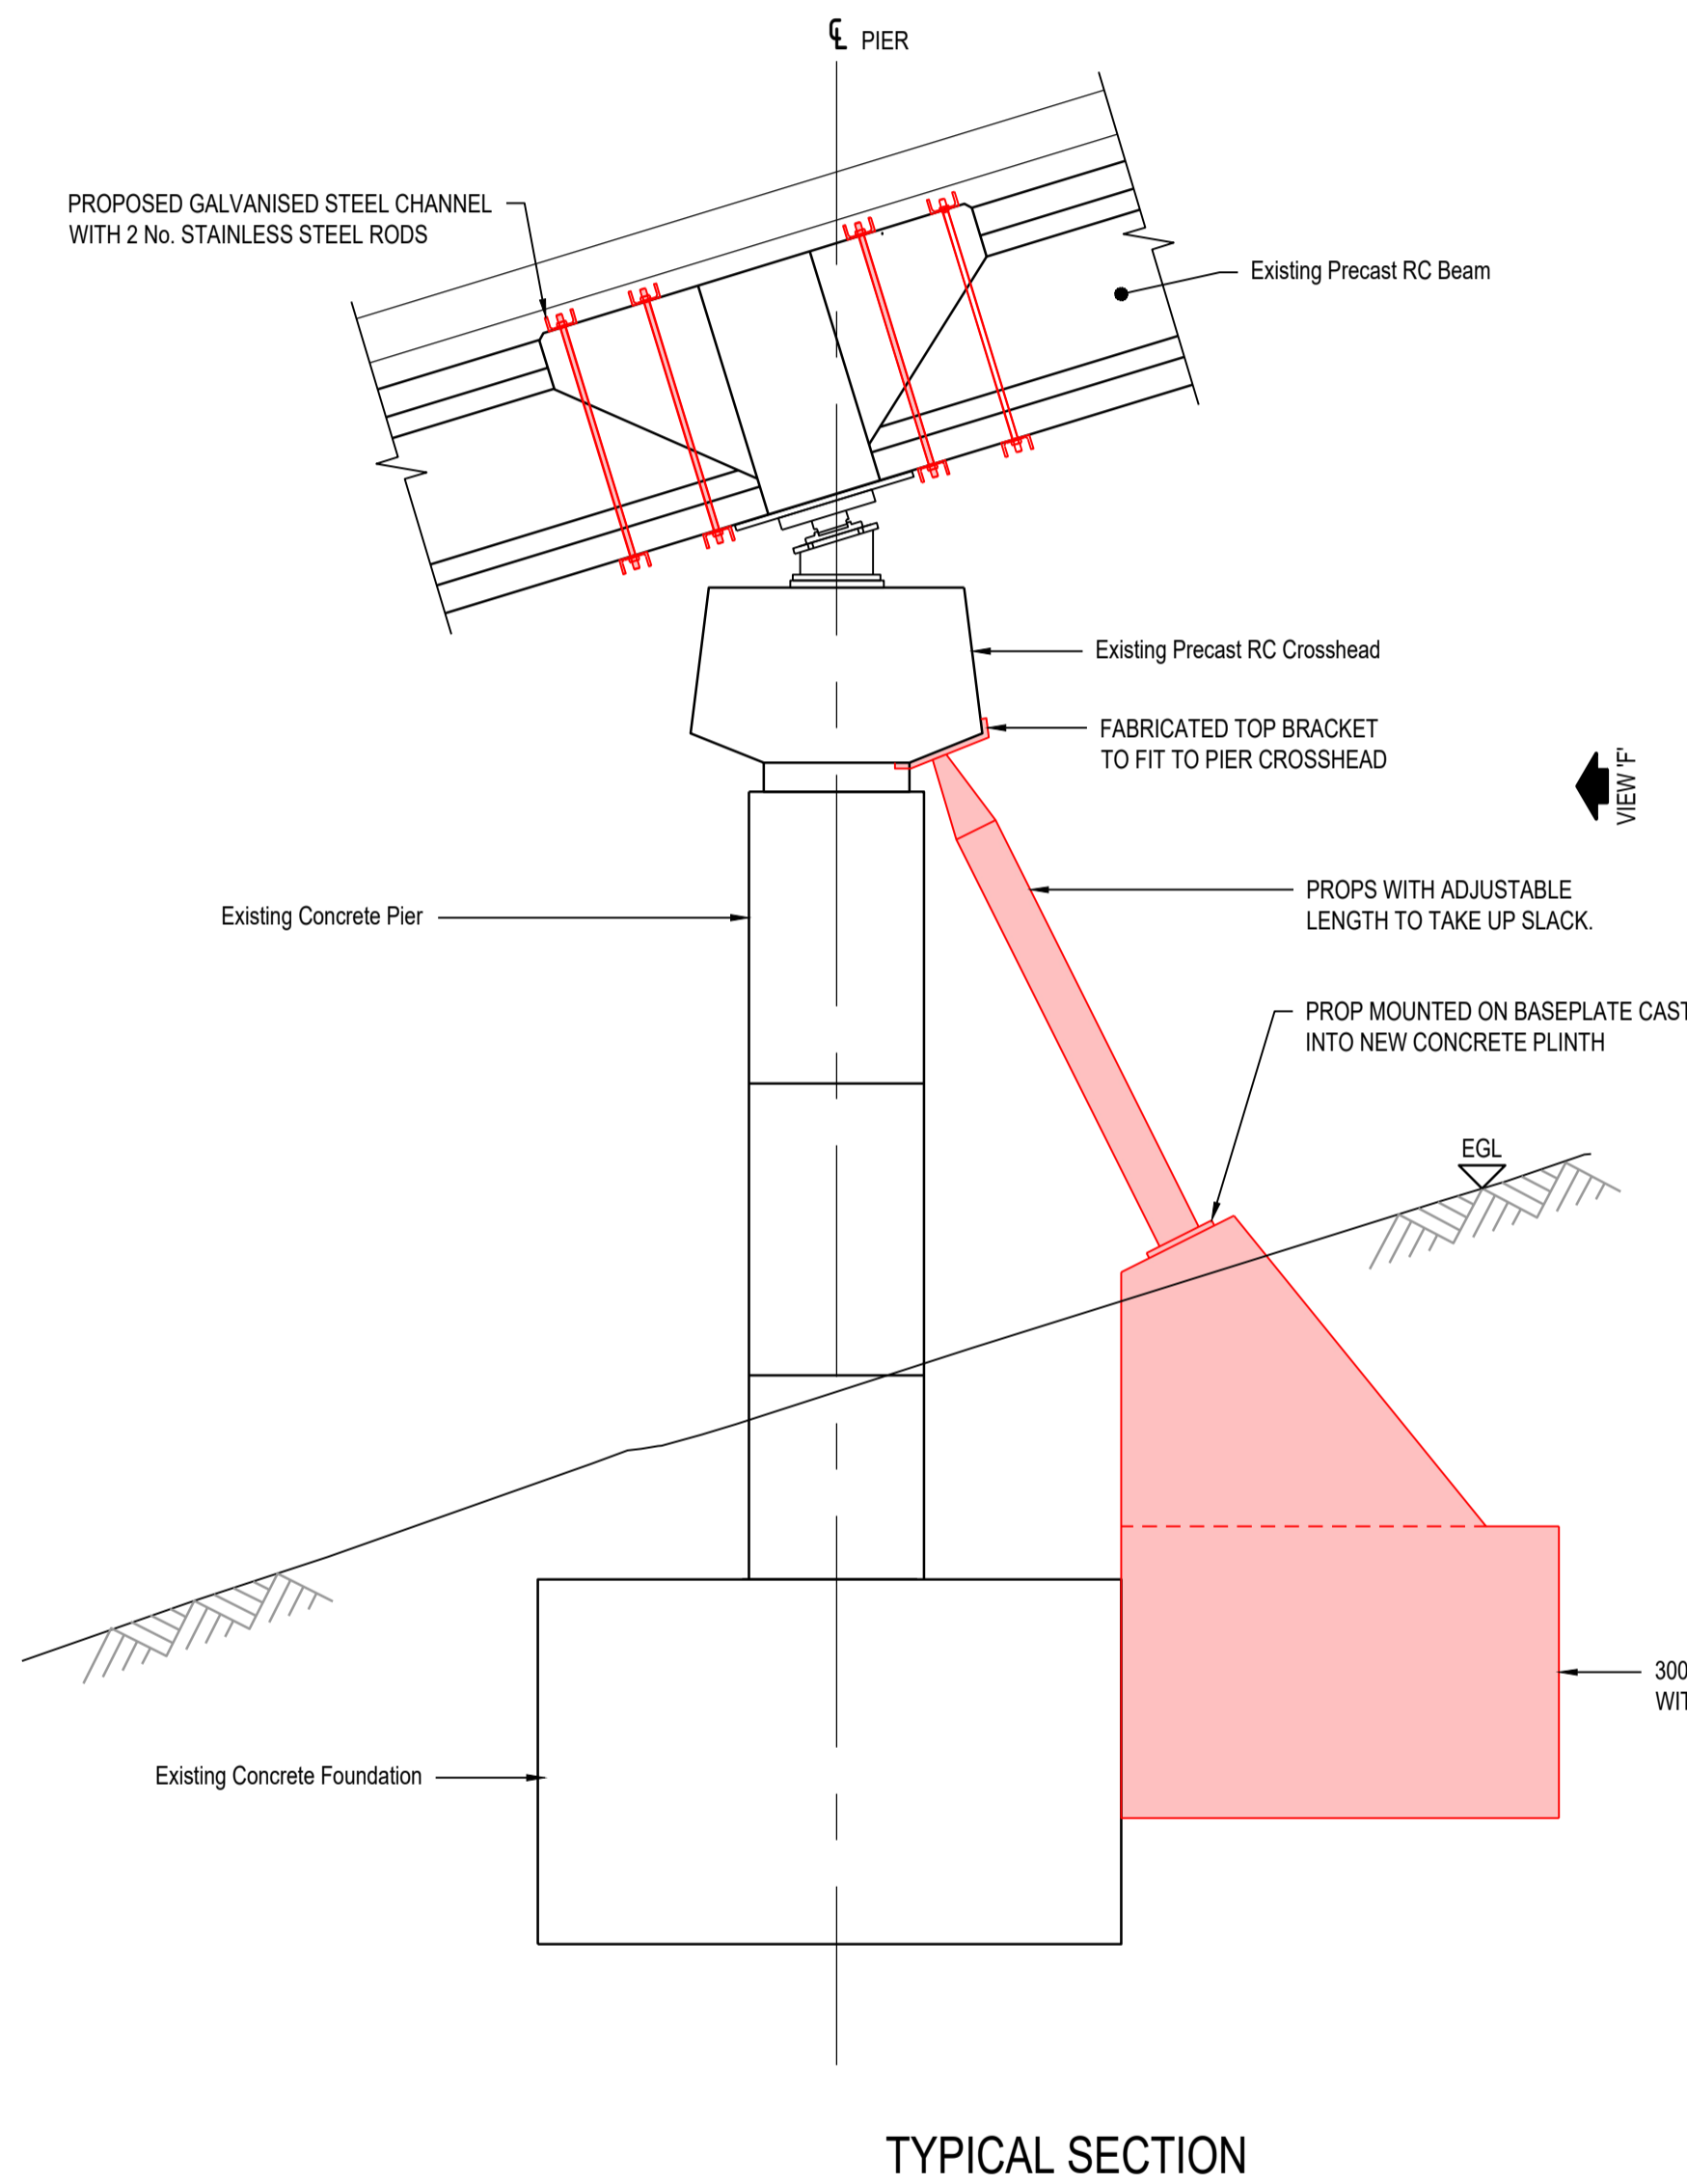 ℄ PIER
PROPOSED GALVANISED STEEL CHANNEL
WITH 2 No. STAINLESS STEEL RODS
Existing Precast RC Beam
Existing Precast RC Crosshead
FABRICATED TOP BRACKET
TO FIT TO PIER CROSSHEAD
VIEW 'F'
PROPS WITH ADJUSTABLE
LENGTH TO TAKE UP SLACK.
Existing Concrete Pier
PROP MOUNTED ON BASEPLATE CAST
INTO NEW CONCRETE PLINTH
EGL
300
WIT
Existing Concrete Foundation
TYPICAL SECTION